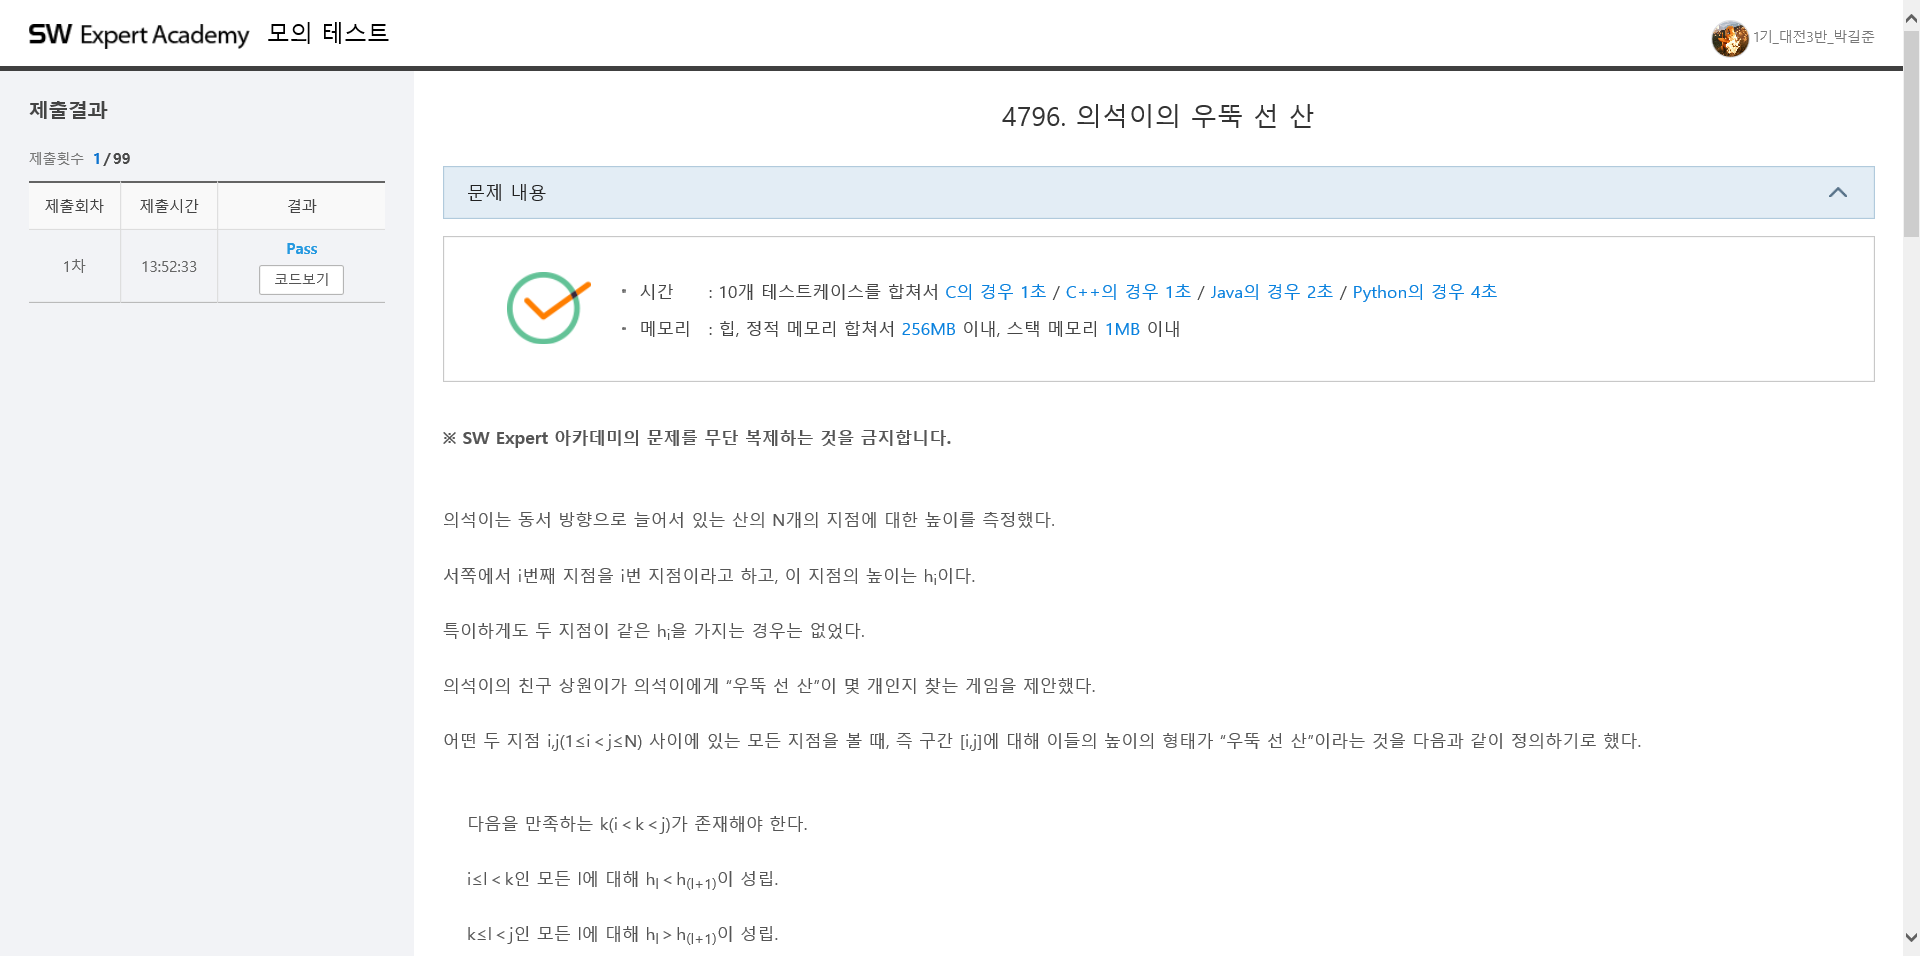 SW Expert Academy 모의 테스트
1기_대전3반_박길준
제출결과
제출횟수 1 / 99
제출회차 제출시간 결과
1차 13:52:33 Pass
코드보기
4796. 의석이의 우뚝 선 산
문제 내용
• 시간 : 10개 테스트케이스를 합쳐서 C의 경우 1초 / C++의 경우 1초 / Java의 경우 2초 / Python의 경우 4초
• 메모리 : 힙, 정적 메모리 합쳐서 256MB 이내, 스택 메모리 1MB 이내
※ SW Expert 아카데미의 문제를 무단 복제하는 것을 금지합니다.
의석이는 동서 방향으로 늘어서 있는 산의 N개의 지점에 대한 높이를 측정했다.
서쪽에서 i번째 지점을 i번 지점이라고 하고, 이 지점의 높이는 hi이다.
특이하게도 두 지점이 같은 hi을 가지는 경우는 없었다.
의석이의 친구 상원이가 의석이에게 “우뚝 선 산”이 몇 개인지 찾는 게임을 제안했다.
어떤 두 지점 i,j(1≤i<j≤N) 사이에 있는 모든 지점을 볼 때, 즉 구간 [i,j]에 대해 이들의 높이의 형태가 “우뚝 선 산”이라는 것을 다음과 같이 정의하기로 했다.
다음을 만족하는 k(i<k<j)가 존재해야 한다.
i≤l<k인 모든 l에 대해 hl<h(l+1)이 성립.
k≤l<j인 모든 l에 대해 hl>h(l+1)이 성립.